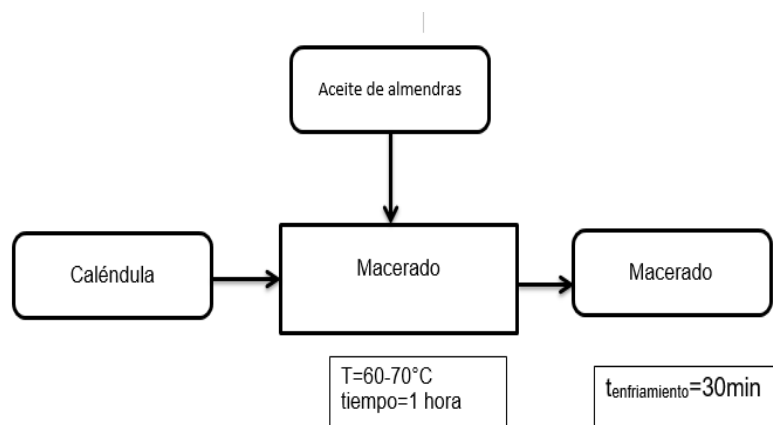 Aceite de almendras
Caléndula
Macerado
Macerado
T=60-70°C
tiempo=1 hora
tenfriamiento=30min